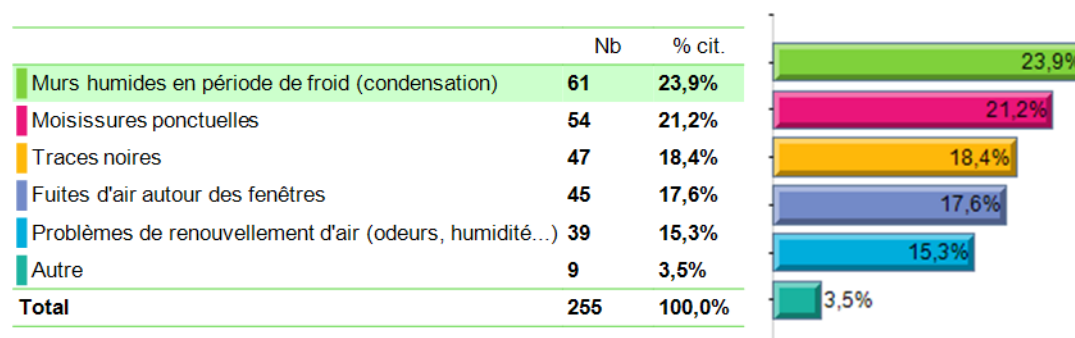 Nb % cit.
Murs humides en période de froid (condensation) 61 23,9% 23,9%
Moisissures ponctuelles 54 21,2% 21,2%
Traces noires 47 18,4% 18,4%
Fuites d'air autour des fenêtres 45 17,6% 17,6%
Problèmes de renouvellement d'air (odeurs, humidité...) 39 15,3% 15,3%
Autre 9 3,5% 3,5%
Total 255 100,0%